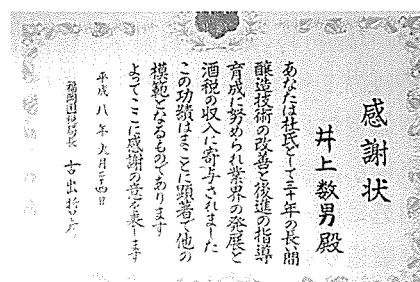 感謝状
井上数男殿
あなたは杜氏として三十年の長い間
醸造技術の改善と後進の指導
育成に努められ業界の発展と
酒税の収入に寄与されました
この功績はまことに顕著で他の
模範となるものであります
よってここに感謝の意を表します
平成八年九月二十四日
福岡国税局長